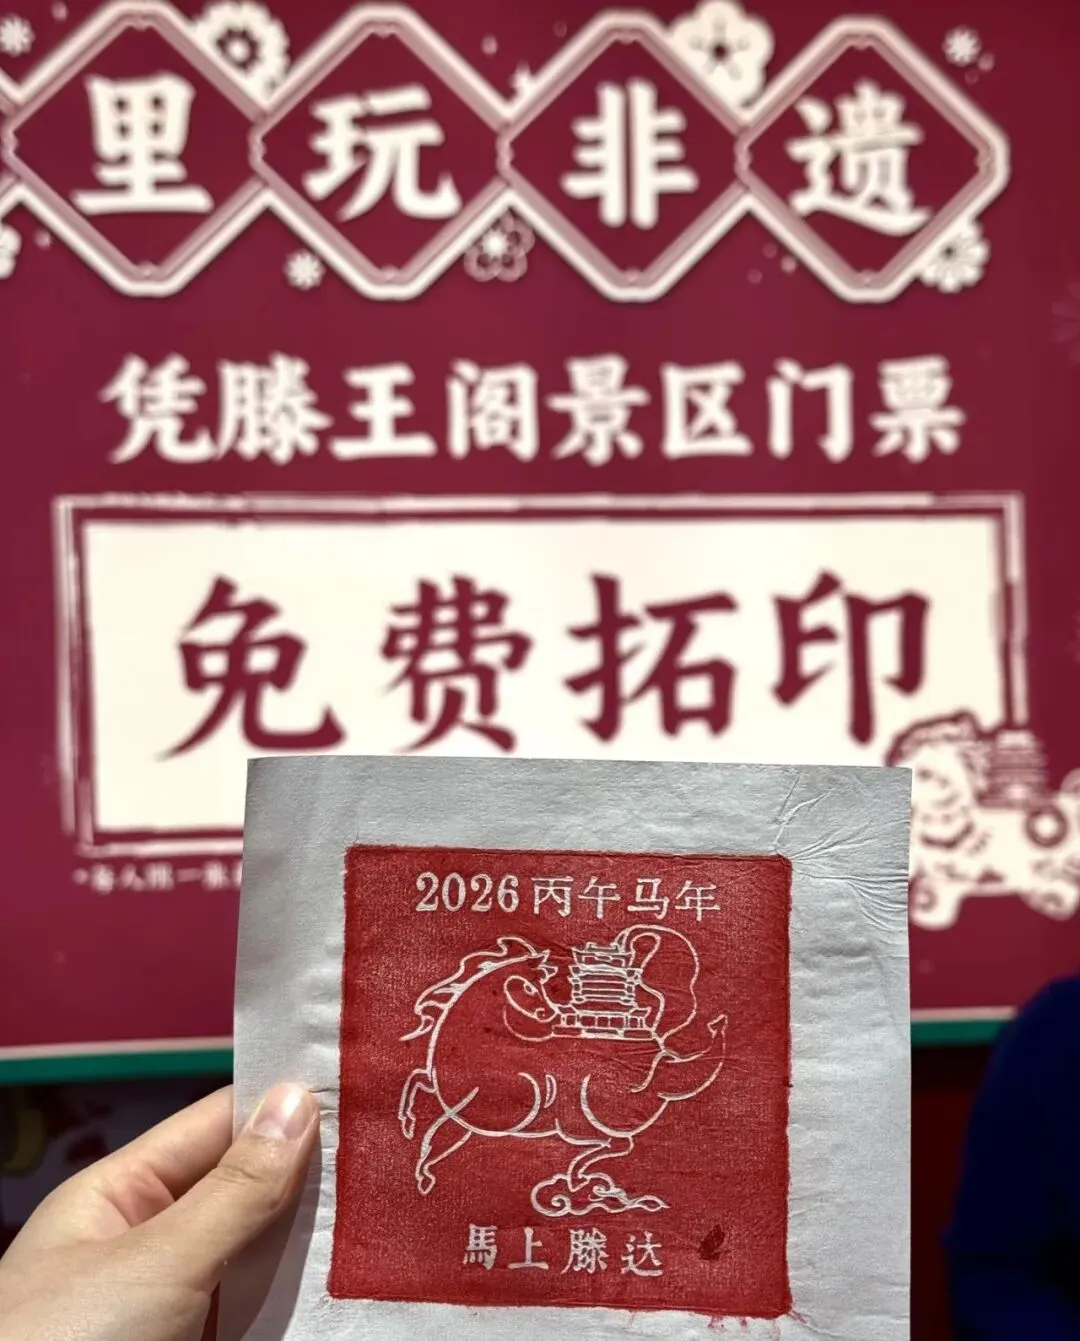 里玩非遗
凭滕王阁景区门票
免费拓印
2026丙午马年
馬上滕达